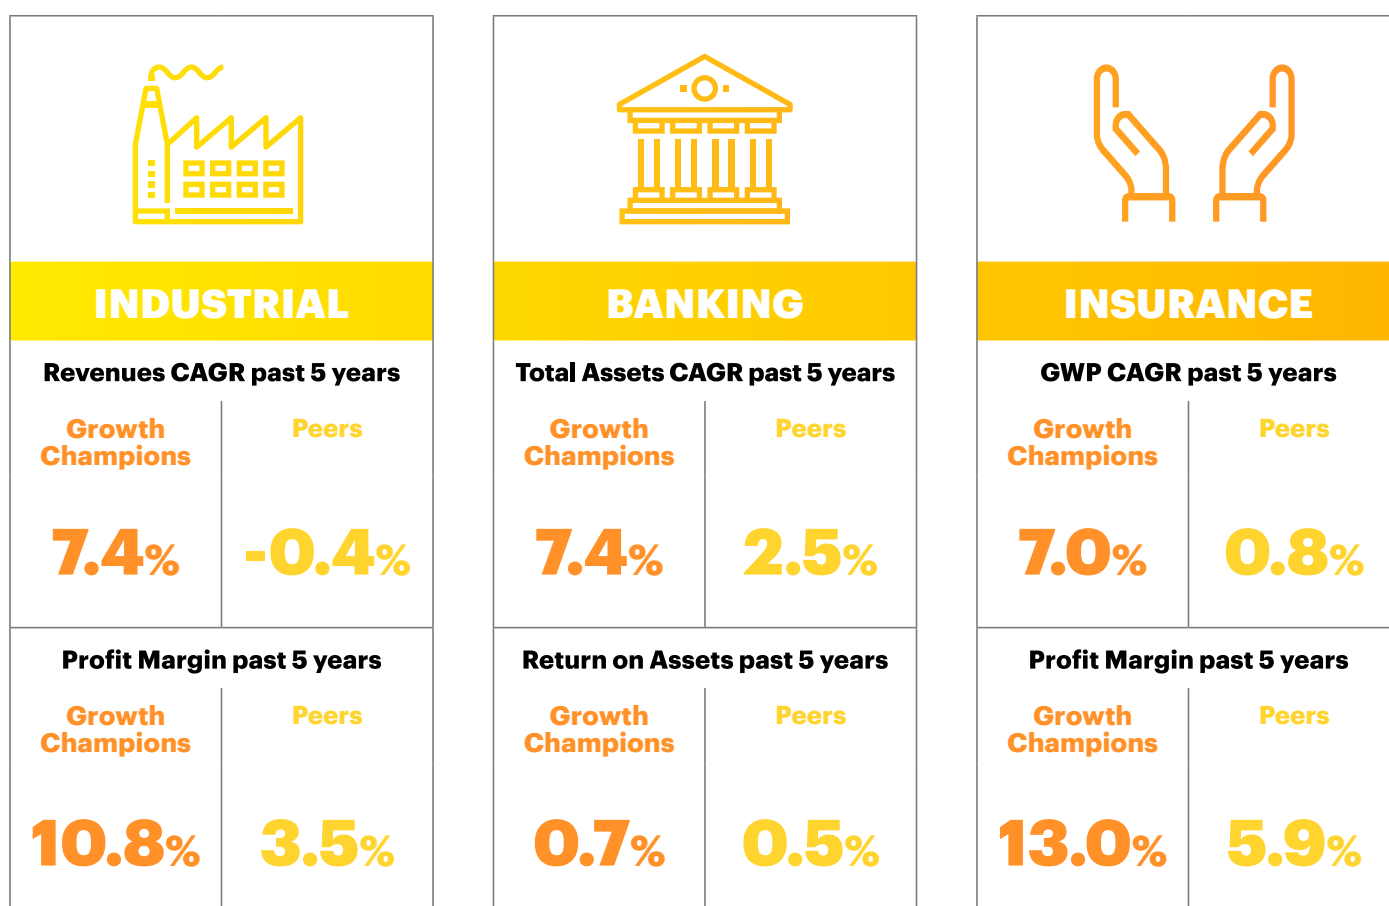 INDUSTRIAL
Revenues CAGR past 5 years
Growth
Champions
Peers
7.4%
-0.4%
Profit Margin past 5 years
Growth
Champions
Peers
10.8%
3.5%
BANKING
Total Assets CAGR past 5 years
Growth
Champions
Peers
7.4%
2.5%
Return on Assets past 5 years
Growth
Champions
Peers
0.7%
0.5%
INSURANCE
GWP CAGR past 5 years
Growth
Champions
Peers
7.0%
0.8%
Profit Margin past 5 years
Growth
Champions
Peers
13.0%
5.9%